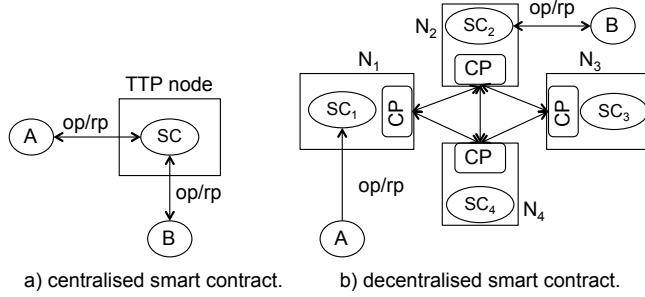 TTP node
A
op/rp
SC
op/rp
B
a) centralised smart contract.
op/rp
N2
SC2
B
CP
N1
N3
SC1
CP
CP
SC3
CP
op/rp
SC4
N4
A
b) decentralised smart contract.